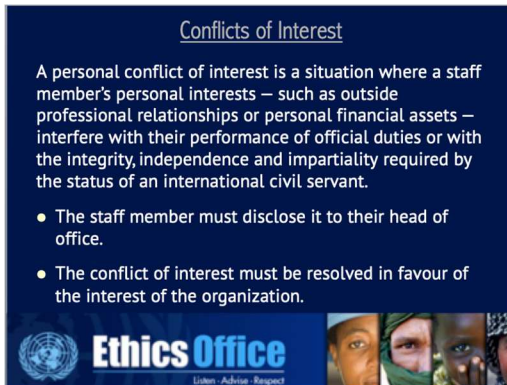 Conflicts of Interest
A personal conflict of interest is a situation where a staff
member's personal interests — such as outside
professional relationships or personal financial assets —
interfere with their performance of official duties or with
the integrity, independence and impartiality required by
the status of an international civil servant.
● The staff member must disclose it to their head of
office.
● The conflict of interest must be resolved in favour of
the interest of the organization.
Ethics Office
Listen - Advise - Respect